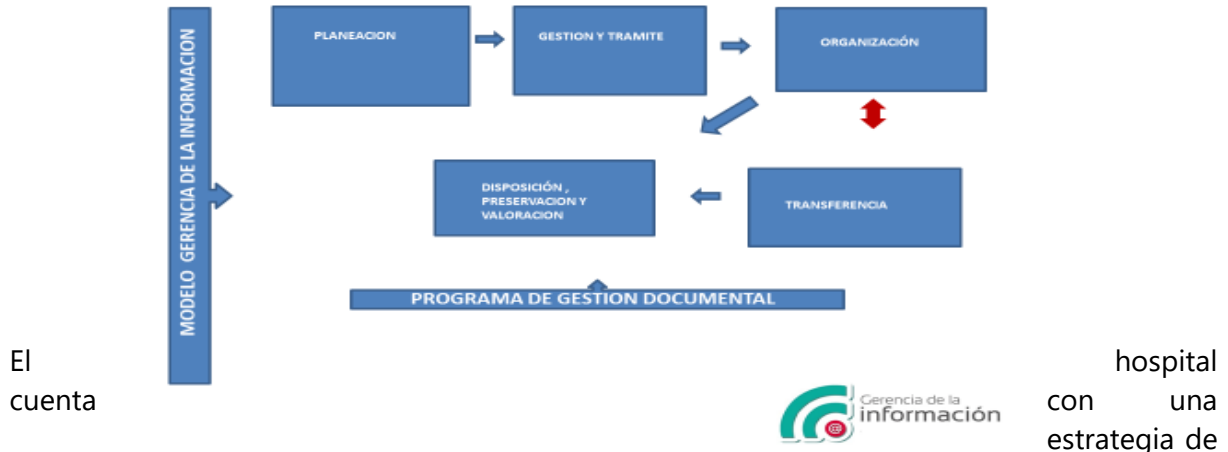 MODELO GERENCIA DE LA INFORMACION
PLANEACION
GESTION Y TRAMITE
ORGANIZACIÓN
DISPOSICIÓN ,
PRESERVACION Y
VALORACION
TRANSFERENCIA
PROGRAMA DE GESTION DOCUMENTAL
El hospital
cuenta con una
estrategia de
Gerencia de la
información
@